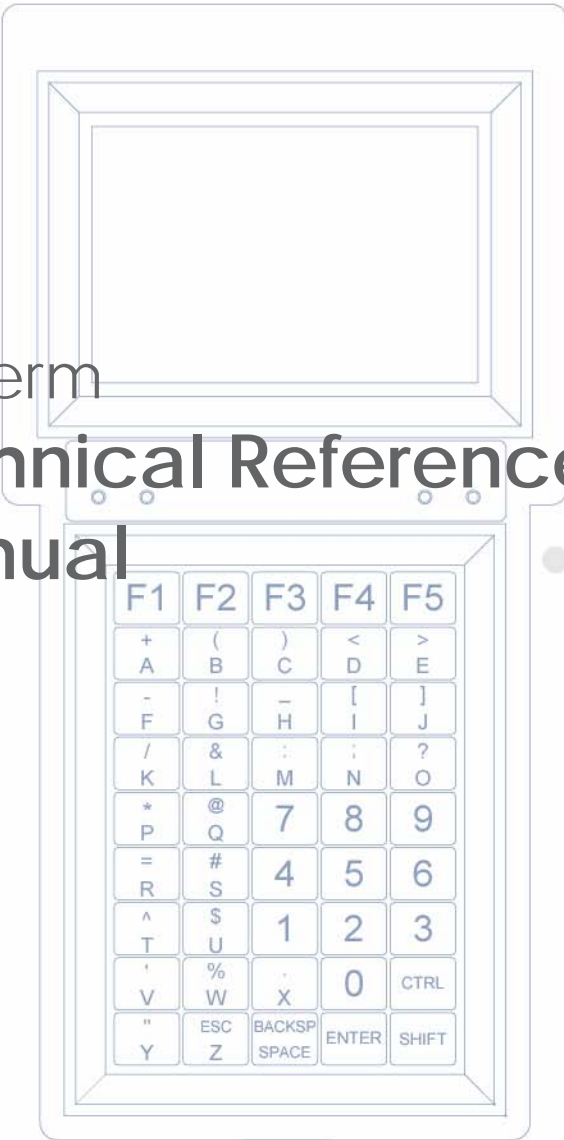 erm
hnical Reference
nual
F1 F2 F3 F4 F5
+ ( ) < >
A B C D E
- ! _ [ ]
F G H I J
/ & : ; ?
K L M N O
* @
P Q 7 8 9
= #
R S 4 5 6
^ $
T U 1 2 3
' % .
V W X 0 CTRL
" ESC BACKSP
Y Z SPACE ENTER SHIFT